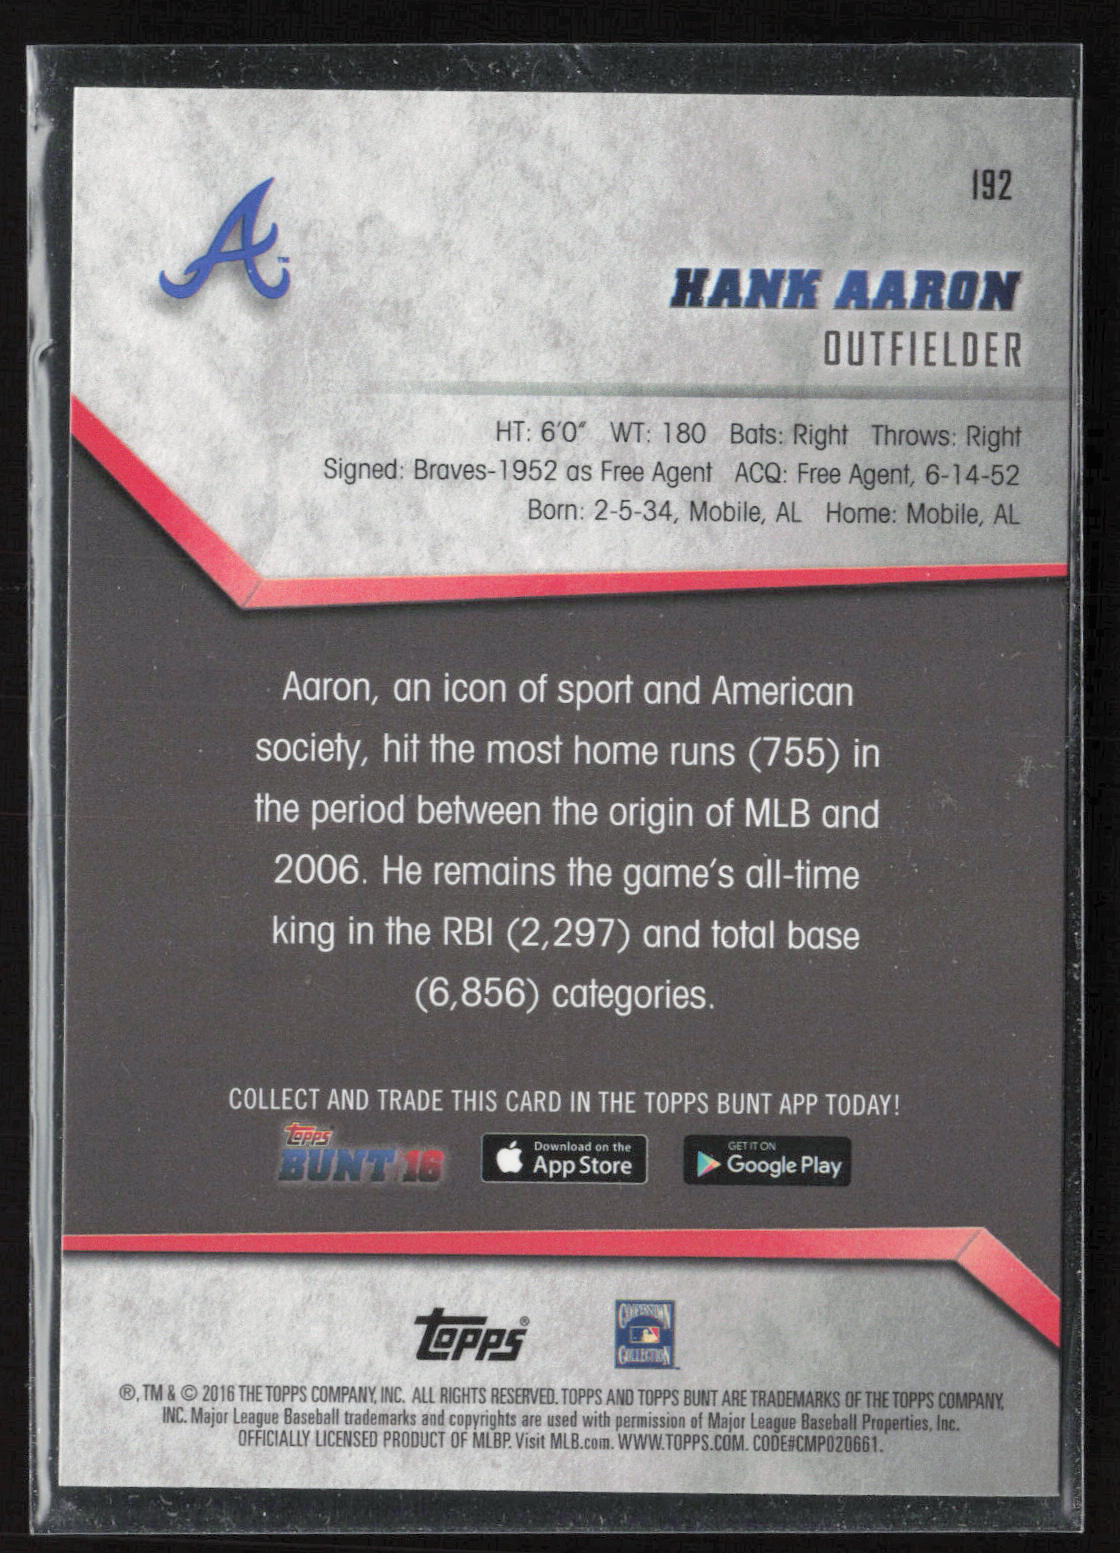 A™
192
HANK AARON
OUTFIELDER
HT: 6'0" WT: 180 Bats: Right Throws: Right
Signed: Braves-1952 as Free Agent ACQ: Free Agent, 6-14-52
Born: 2-5-34, Mobile, AL Home: Mobile, AL
Aaron, an icon of sport and American
society, hit the most home runs (755) in
the period between the origin of MLB and
2006. He remains the game's all-time
king in the RBI (2,297) and total base
(6,856) categories.
COLLECT AND TRADE THIS CARD IN THE TOPPS BUNT APP TODAY!
Topps
BUNT 16
Download on the
App Store
GET IT ON
Google Play
Topps®
COOPERSTOWN
COLLECTION
®, TM & © 2016 THE TOPPS COMPANY, INC. ALL RIGHTS RESERVED. TOPPS AND TOPPS BUNT ARE TRADEMARKS OF THE TOPPS COMPANY,
INC. Major League Baseball trademarks and copyrights are used with permission of Major League Baseball Properties, Inc.
OFFICIALLY LICENSED PRODUCT OF MLBP. Visit MLB.com. WWW.TOPPS.COM. CODE#CMP020661.